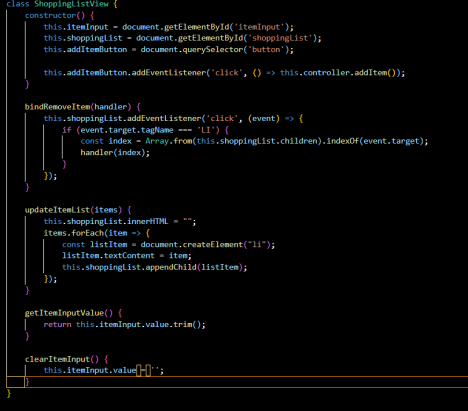 class ShoppingListView {
    constructor() {
        this.itemInput = document.getElementById('itemInput');
        this.shoppingList = document.getElementById('shoppingList');
        this.addItemButton = document.querySelector('button');

        this.addItemButton.addEventListener('click', () => this.controller.addItem());
    }

    bindRemoveItem(handler) {
        this.shoppingList.addEventListener('click', (event) => {
            if (event.target.tagName === 'LI') {
                const index = Array.from(this.shoppingList.children).indexOf(event.target);
                handler(index);
            }
        });
    }

    updateItemList(items) {
        this.shoppingList.innerHTML = "";
        items.forEach(item => {
            const listItem = document.createElement("li");
            listItem.textContent = item;
            this.shoppingList.appendChild(listItem);
        });
    }

    getItemInputValue() {
        return this.itemInput.value.trim();
    }

    clearItemInput() {
        this.itemInput.value = '';
    }
}